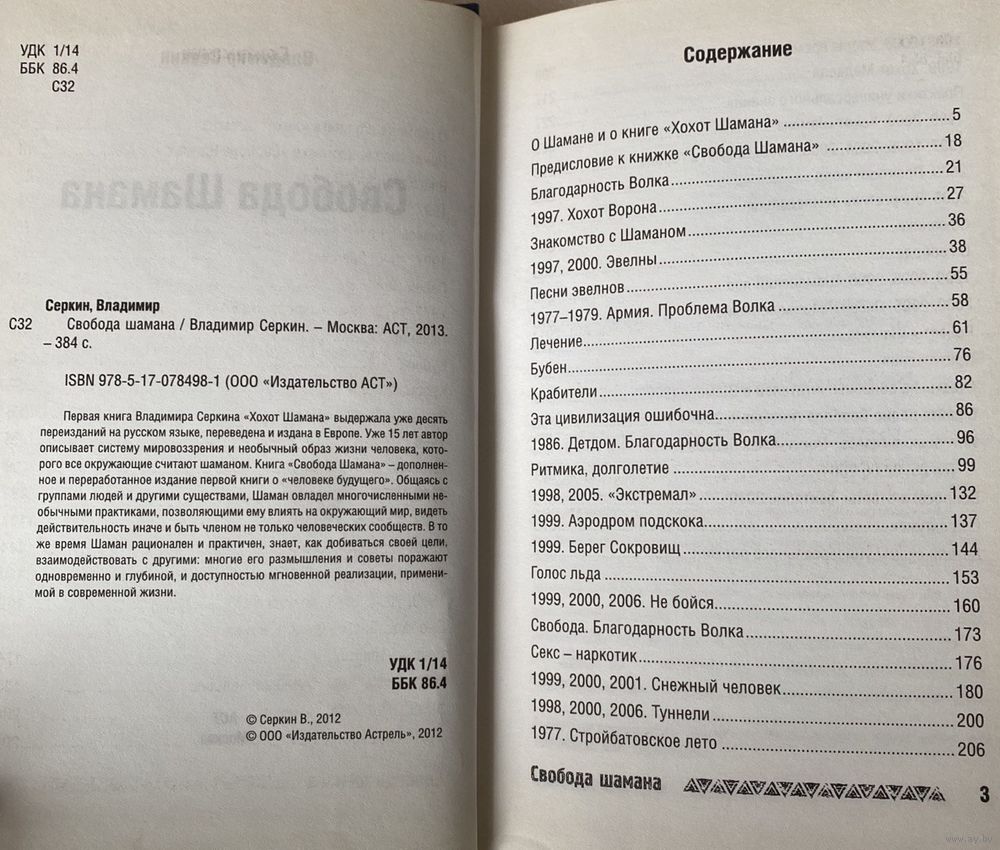 УДК 1/14
ББК 86.4
С32
Серкин, Владимир
С32 Свобода шамана / Владимир Серкин. – Москва: АСТ, 2013.
– 384 с.
ISBN 978-5-17-078498-1 (ООО «Издательство АСТ»)
Первая книга Владимира Серкина «Хохот Шамана» выдержала уже десять
переизданий на русском языке, переведена и издана в Европе. Уже 15 лет автор
описывает систему мировоззрения и необычный образ жизни человека, кото-
рого все окружающие считают шаманом. Книга «Свобода Шамана» – дополнен-
ное и переработанное издание первой книги о «человеке будущего». Общаясь с
группами людей и другими существами, Шаман овладел многочисленными не-
обычными практиками, позволяющими ему влиять на окружающий мир, видеть
действительность иначе и быть членом не только человеческих сообществ. В то
же время Шаман рационален и практичен, знает, как добиваться своей цели,
взаимодействовать с другими: многие его размышления и советы поражают
одновременно и глубиной, и доступностью мгновенной реализации, примени-
мой в современной жизни.
УДК 1/14
ББК 86.4
© Серкин В., 2012
© ООО «Издательство Астрель», 2012
Содержание
О Шамане и о книге «Хохот Шамана» 5
Предисловие к книжке «Свобода Шамана» 18
Благодарность Волка 21
1997. Хохот Ворона 27
Знакомство с Шаманом 36
1997, 2000. Эвелны 38
Песни эвелнов 55
1977–1979. Армия. Проблема Волка 58
Лечение 61
Бубен 76
Крабители 82
Эта цивилизация ошибочна 86
1986. Детдом. Благодарность Волка 96
Ритмика, долголетие 99
1998, 2005. «Экстремал» 132
1999. Аэродром подскока 137
1999. Берег Сокровищ 144
Голос льда 153
1999, 2000, 2006. Не бойся 160
Свобода. Благодарность Волка 173
Секс – наркотик 176
1999, 2000, 2001. Снежный человек 180
1998, 2000, 2006. Туннели 200
1977. Стройбатовское лето 206
Свобода шамана 3
www.ay.by